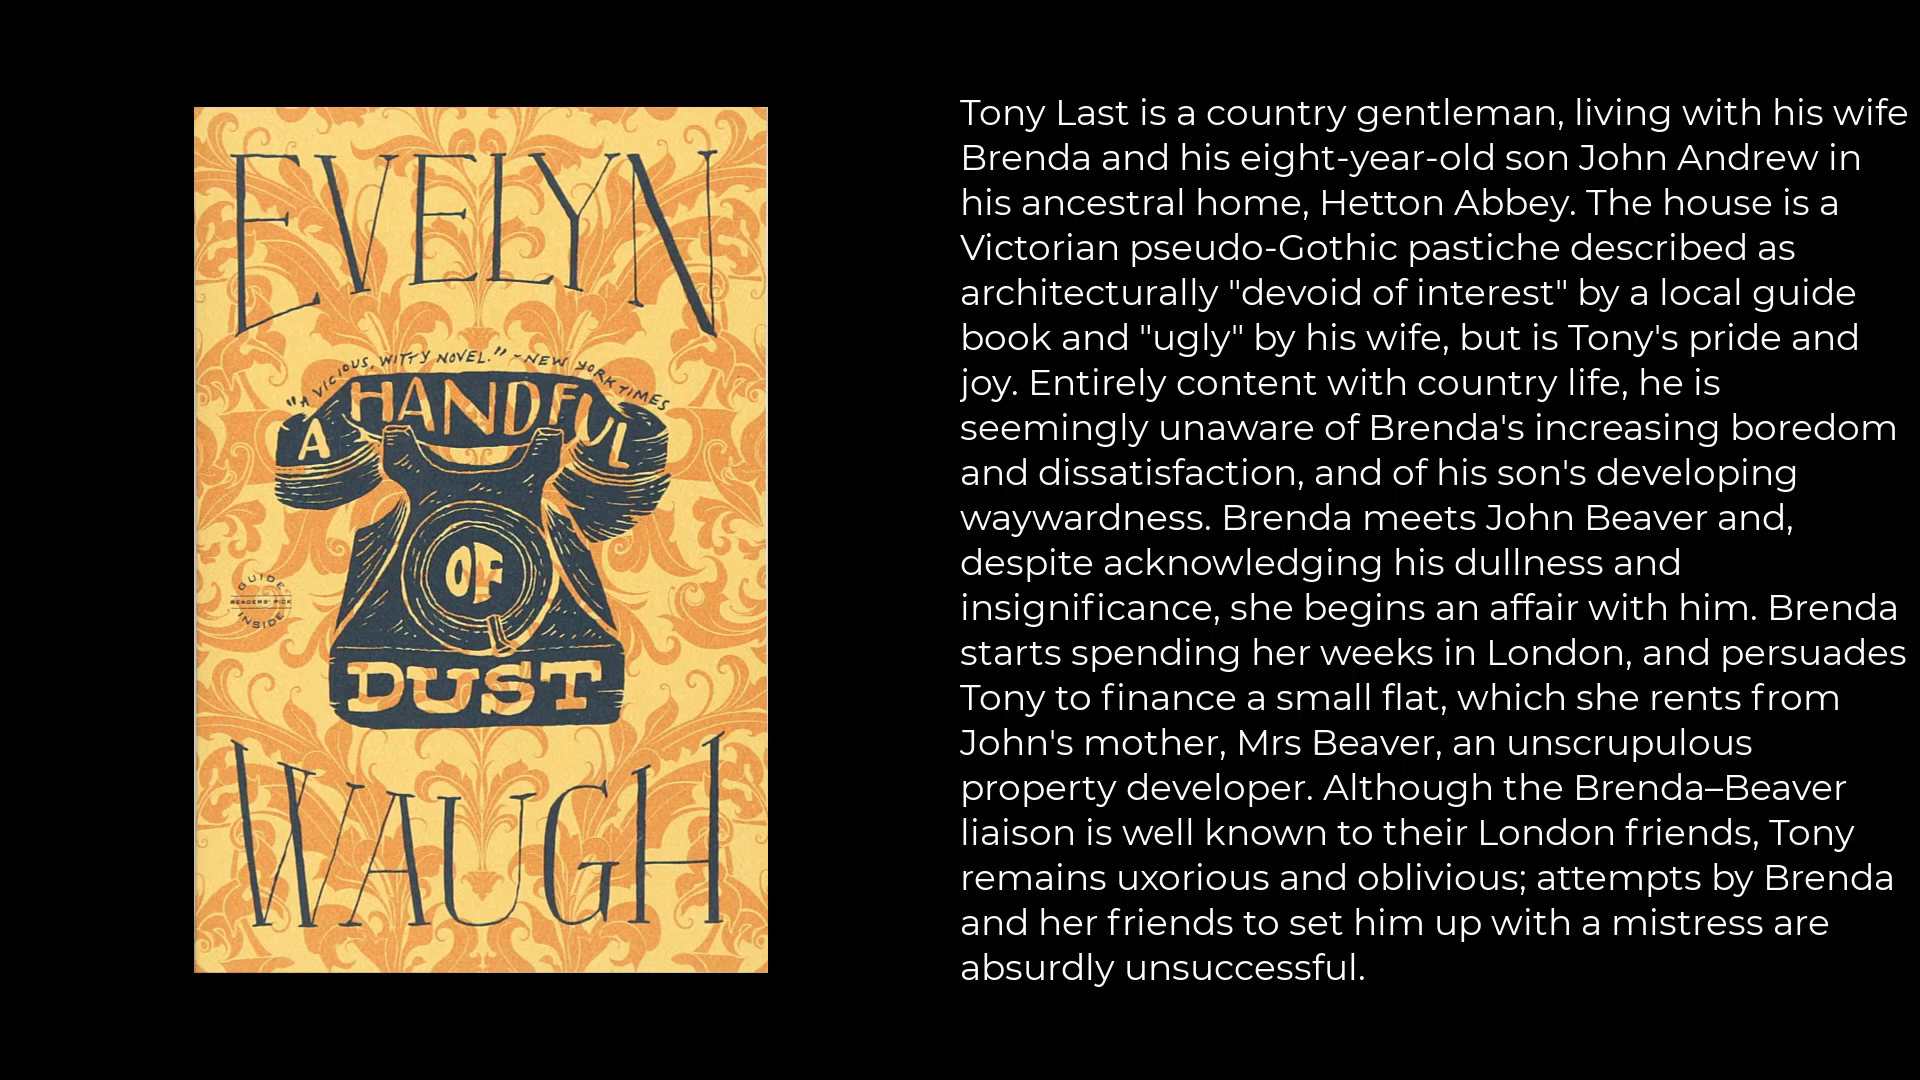 EVELYN
"A VICIOUS, WITTY NOVEL." -NEW YORK TIMES
A HANDFUL
OF
DUST
GUIDE
READERS' PICK
INSIDE
WAUGH
Tony Last is a country gentleman, living with his wife
Brenda and his eight-year-old son John Andrew in
his ancestral home, Hetton Abbey. The house is a
Victorian pseudo-Gothic pastiche described as
architecturally "devoid of interest" by a local guide
book and "ugly" by his wife, but is Tony's pride and
joy. Entirely content with country life, he is
seemingly unaware of Brenda's increasing boredom
and dissatisfaction, and of his son's developing
waywardness. Brenda meets John Beaver and,
despite acknowledging his dullness and
insignificance, she begins an affair with him. Brenda
starts spending her weeks in London, and persuades
Tony to finance a small flat, which she rents from
John's mother, Mrs Beaver, an unscrupulous
property developer. Although the Brenda–Beaver
liaison is well known to their London friends, Tony
remains uxorious and oblivious; attempts by Brenda
and her friends to set him up with a mistress are
absurdly unsuccessful.